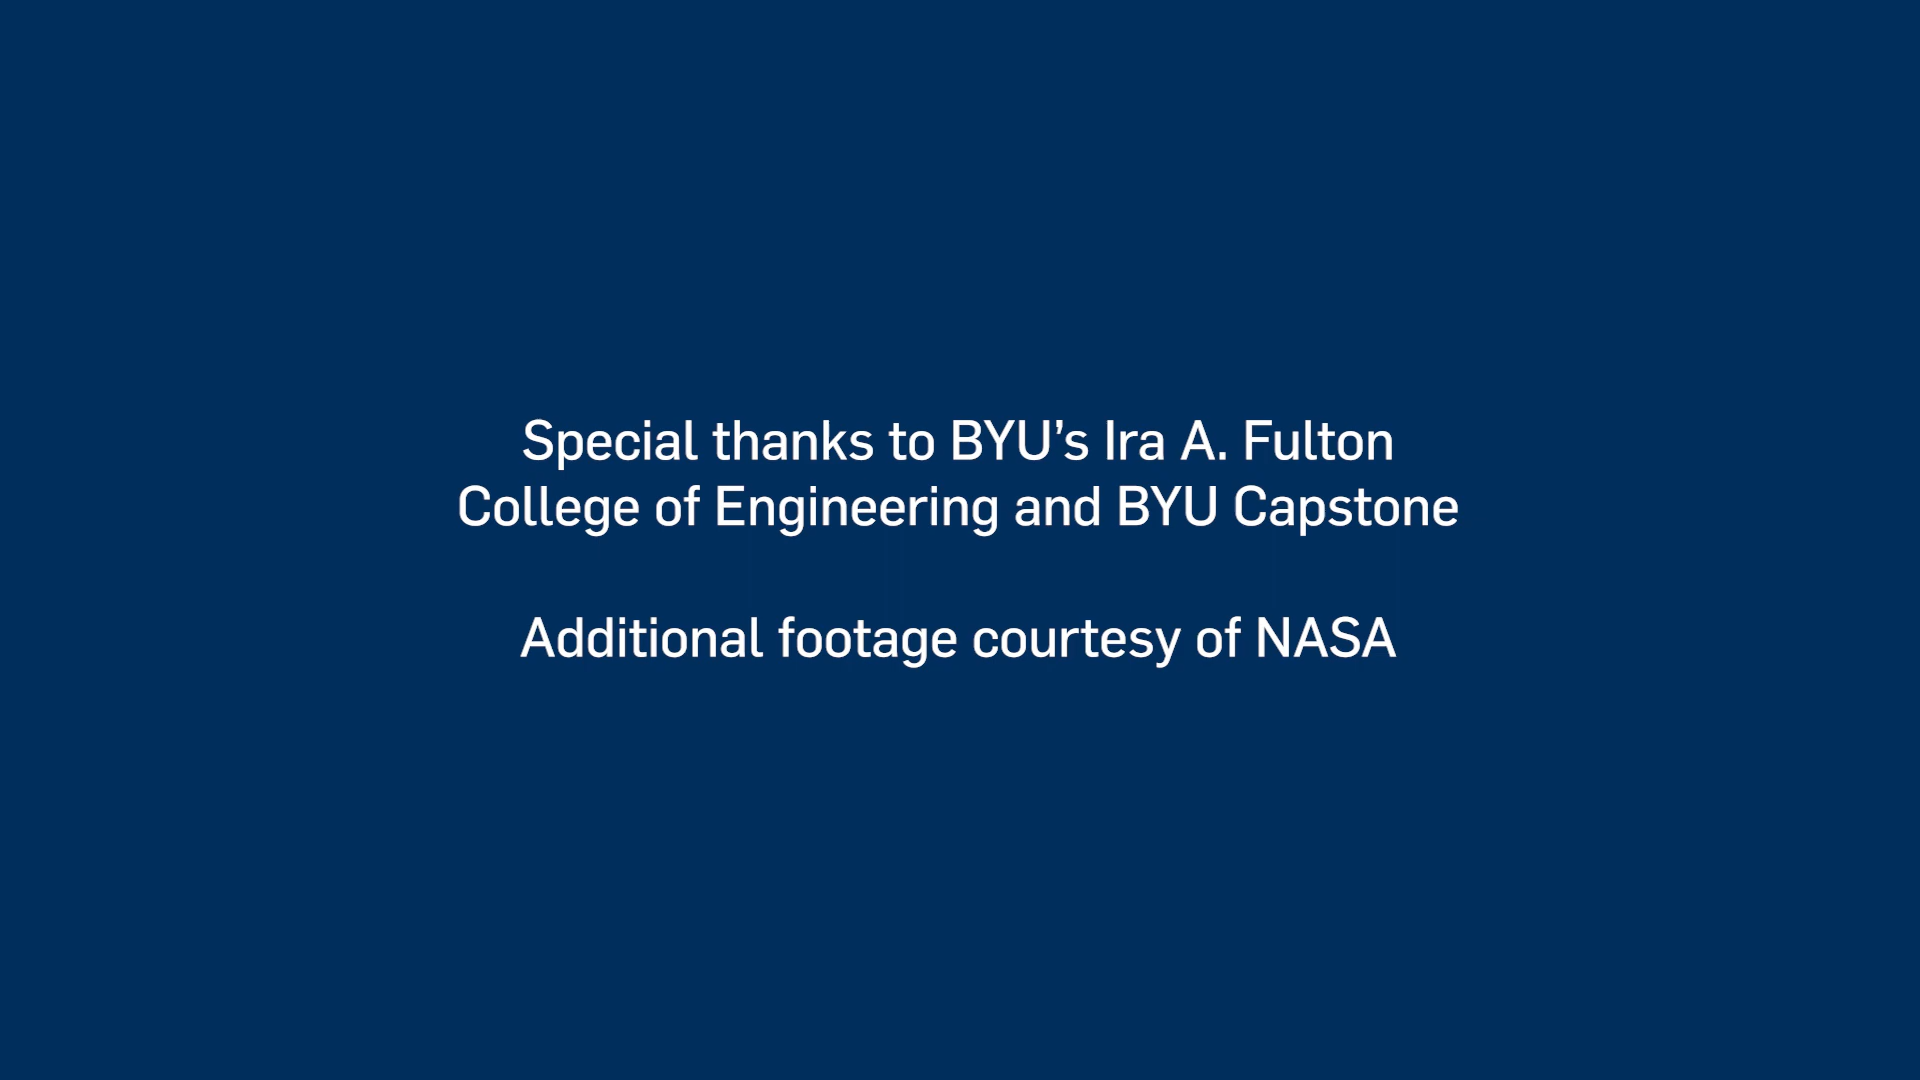 Special thanks to BYU’s Ira A. Fulton
College of Engineering and BYU Capstone
Additional footage courtesy of NASA